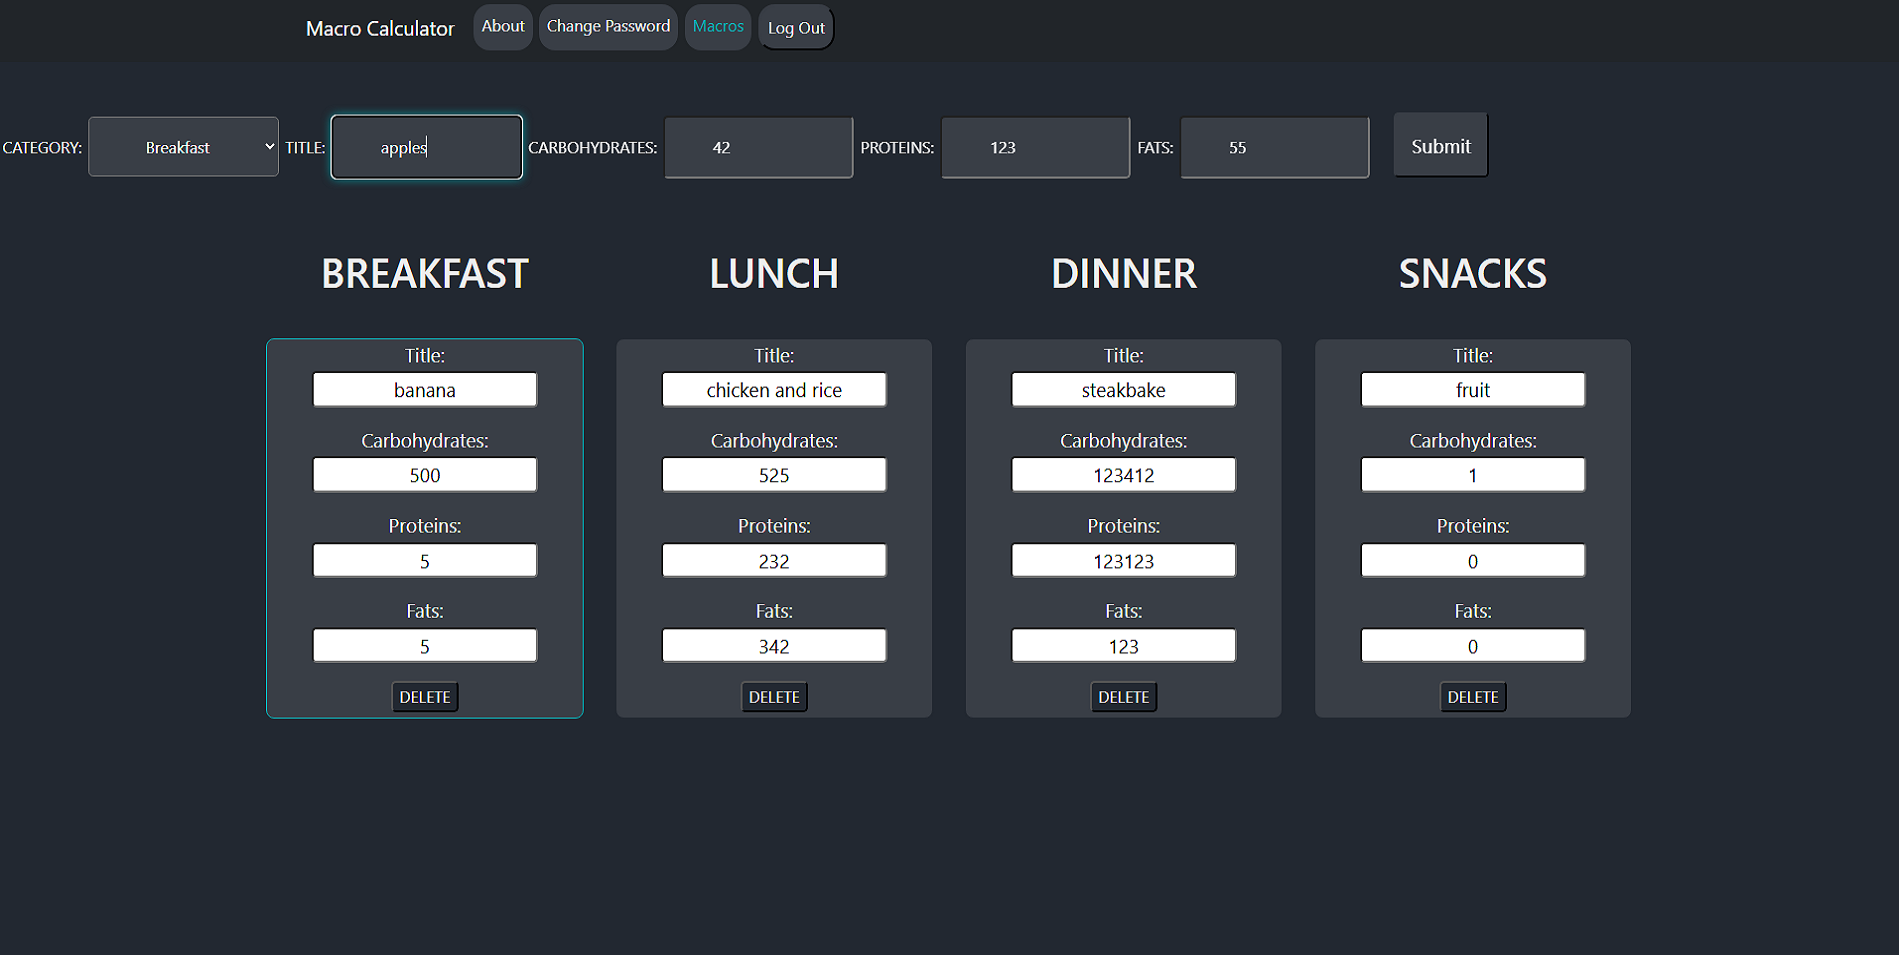 Macro Calculator About Change Password Macros Log Out
CATEGORY: Breakfast TITLE: apples CARBOHYDRATES: 42 PROTEINS: 123 FATS: 55 Submit
BREAKFAST LUNCH DINNER SNACKS
Title: Title: Title: Title:
banana chicken and rice steakbake fruit
Carbohydrates: Carbohydrates: Carbohydrates: Carbohydrates:
500 525 123412 1
Proteins: Proteins: Proteins: Proteins:
5 232 123123 0
Fats: Fats: Fats: Fats:
5 342 123 0
DELETE DELETE DELETE DELETE